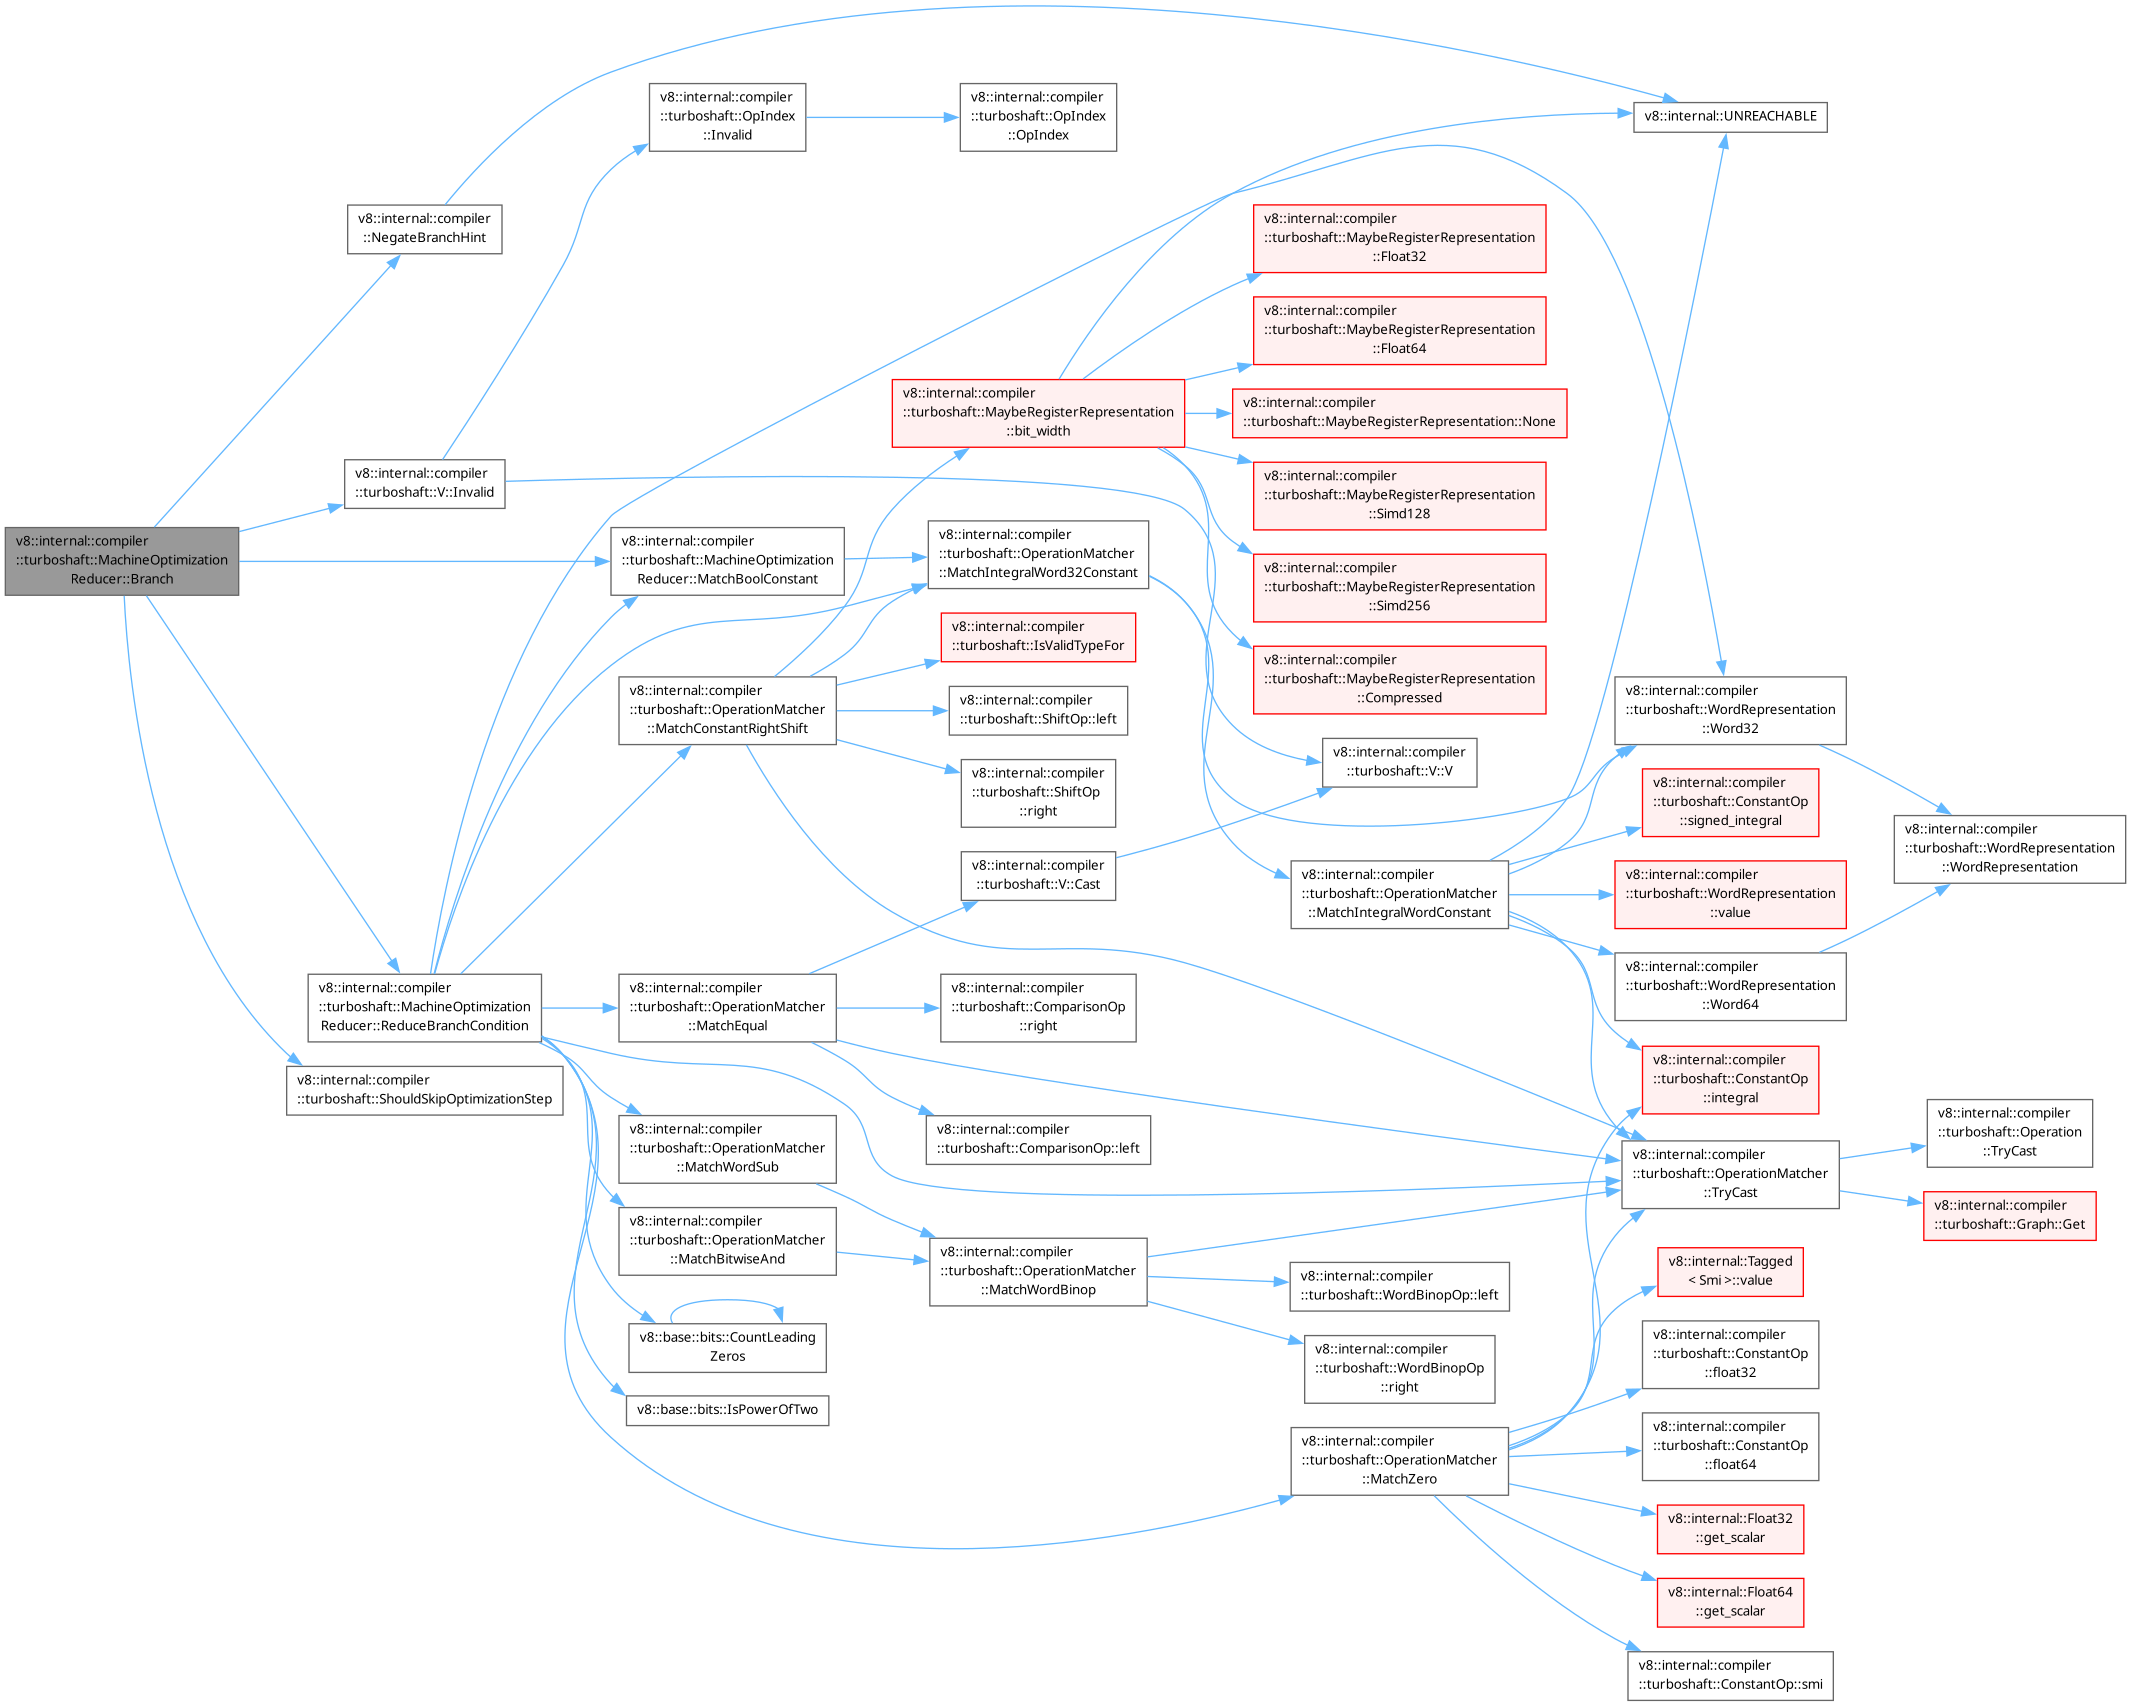 v8::internal::compiler
::turboshaft::MachineOptimization
Reducer::Branch
v8::internal::compiler
::NegateBranchHint
v8::internal::compiler
::turboshaft::V::Invalid
v8::internal::compiler
::turboshaft::MachineOptimization
Reducer::ReduceBranchCondition
v8::internal::compiler
::turboshaft::ShouldSkipOptimizationStep
v8::internal::compiler
::turboshaft::OpIndex
::Invalid
v8::internal::compiler
::turboshaft::MachineOptimization
Reducer::MatchBoolConstant
v8::internal::compiler
::turboshaft::OperationMatcher
::MatchConstantRightShift
v8::internal::compiler
::turboshaft::OperationMatcher
::MatchEqual
v8::internal::compiler
::turboshaft::OperationMatcher
::MatchWordSub
v8::internal::compiler
::turboshaft::OperationMatcher
::MatchBitwiseAnd
v8::base::bits::CountLeading
Zeros
v8::base::bits::IsPowerOfTwo
v8::internal::compiler
::turboshaft::OpIndex
::OpIndex
v8::internal::compiler
::turboshaft::MaybeRegisterRepresentation
::bit_width
v8::internal::compiler
::turboshaft::OperationMatcher
::MatchIntegralWord32Constant
v8::internal::compiler
::turboshaft::IsValidTypeFor
v8::internal::compiler
::turboshaft::ShiftOp::left
v8::internal::compiler
::turboshaft::ShiftOp
::right
v8::internal::compiler
::turboshaft::V::Cast
v8::internal::compiler
::turboshaft::ComparisonOp
::right
v8::internal::compiler
::turboshaft::ComparisonOp::left
v8::internal::compiler
::turboshaft::OperationMatcher
::MatchWordBinop
v8::internal::compiler
::turboshaft::MaybeRegisterRepresentation
::Float32
v8::internal::compiler
::turboshaft::MaybeRegisterRepresentation
::Float64
v8::internal::compiler
::turboshaft::MaybeRegisterRepresentation::None
v8::internal::compiler
::turboshaft::MaybeRegisterRepresentation
::Simd128
v8::internal::compiler
::turboshaft::MaybeRegisterRepresentation
::Simd256
v8::internal::compiler
::turboshaft::MaybeRegisterRepresentation
::Compressed
v8::internal::compiler
::turboshaft::V::V
v8::internal::compiler
::turboshaft::OperationMatcher
::MatchIntegralWordConstant
v8::internal::compiler
::turboshaft::WordBinopOp::left
v8::internal::compiler
::turboshaft::WordBinopOp
::right
v8::internal::compiler
::turboshaft::OperationMatcher
::MatchZero
v8::internal::UNREACHABLE
v8::internal::compiler
::turboshaft::WordRepresentation
::Word32
v8::internal::compiler
::turboshaft::ConstantOp
::signed_integral
v8::internal::compiler
::turboshaft::WordRepresentation
::value
v8::internal::compiler
::turboshaft::WordRepresentation
::Word64
v8::internal::compiler
::turboshaft::ConstantOp
::integral
v8::internal::compiler
::turboshaft::OperationMatcher
::TryCast
v8::internal::Tagged
< Smi >::value
v8::internal::compiler
::turboshaft::ConstantOp
::float32
v8::internal::compiler
::turboshaft::ConstantOp
::float64
v8::internal::Float32
::get_scalar
v8::internal::Float64
::get_scalar
v8::internal::compiler
::turboshaft::ConstantOp::smi
v8::internal::compiler
::turboshaft::WordRepresentation
::WordRepresentation
v8::internal::compiler
::turboshaft::Operation
::TryCast
v8::internal::compiler
::turboshaft::Graph::Get